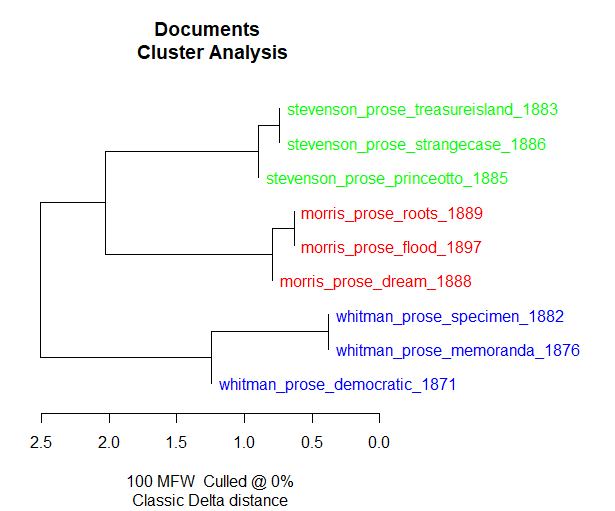 Documents
Cluster Analysis
stevenson_prose_treasureisland_1883
stevenson_prose_strangecase_1886
stevenson_prose_princeotto_1885
morris_prose_roots_1889
morris_prose_flood_1897
morris_prose_dream_1888
whitman_prose_specimen_1882
whitman_prose_memoranda_1876
whitman_prose_democratic_1871
2.5 2.0 1.5 1.0 0.5 0.0
100 MFW Culled @ 0%
Classic Delta distance